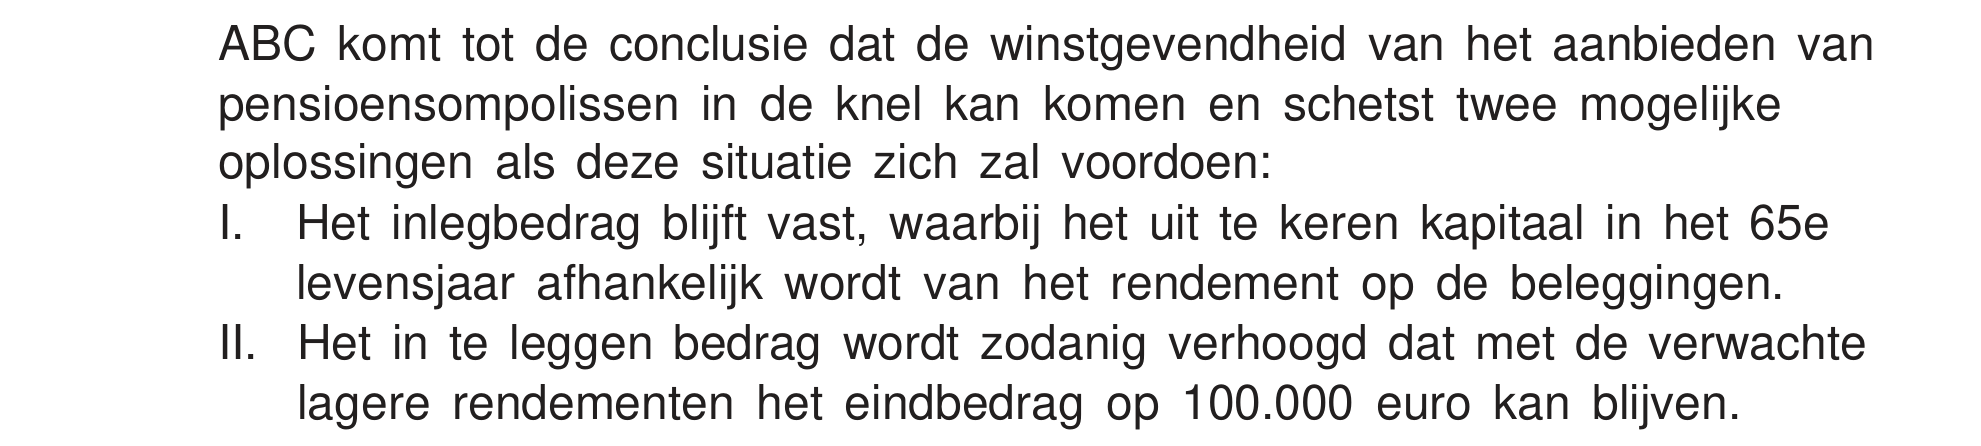 ABC komt tot de conclusie dat de winstgevendheid van het aanbieden van
pensioensompolissen in de knel kan komen en schetst twee mogelijke
oplossingen als deze situatie zich zal voordoen:
I. Het inlegbedrag blijft vast, waarbij het uit te keren kapitaal in het 65e
levensjaar afhankelijk wordt van het rendement op de beleggingen.
II. Het in te leggen bedrag wordt zodanig verhoogd dat met de verwachte
lagere rendementen het eindbedrag op 100.000 euro kan blijven.